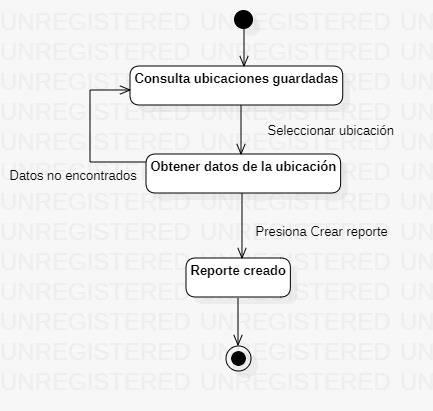 Consulta ubicaciones guardadas
Seleccionar ubicación
Obtener datos de la ubicación
Datos no encontrados
Presiona Crear reporte
Reporte creado
UNREGISTERED